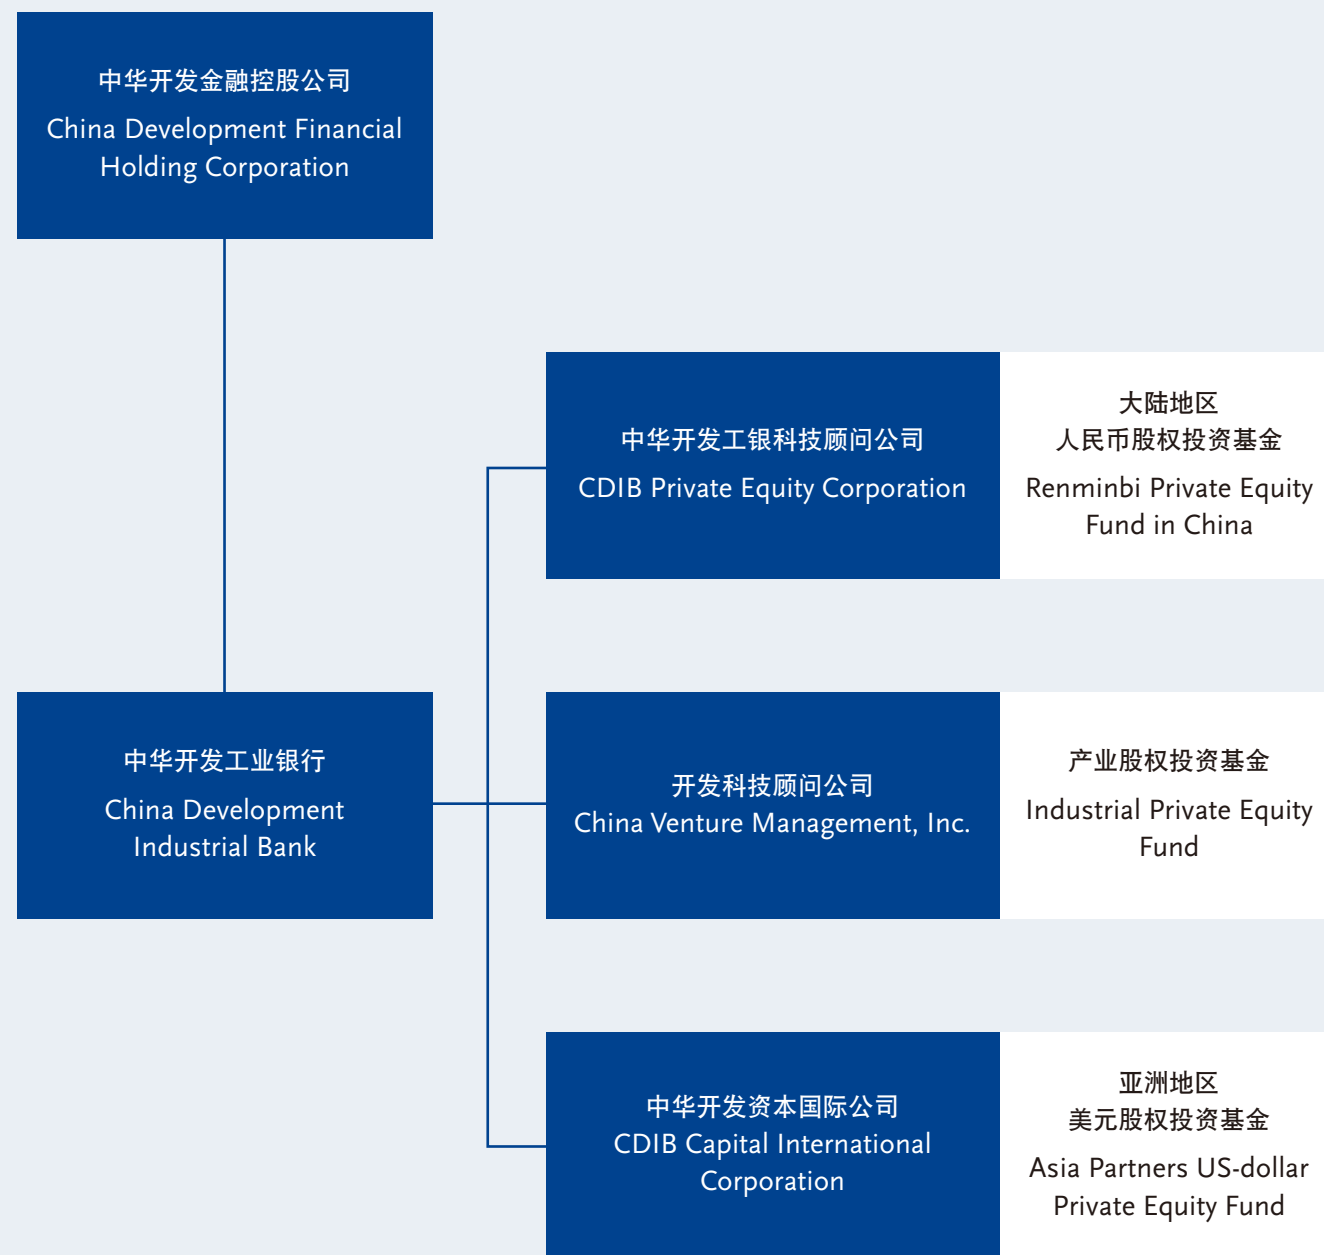 中华开发金融控股公司
China Development Financial
Holding Corporation
中华开发工银科技顾问公司
CDIB Private Equity Corporation
大陆地区
人民币股权投资基金
Renminbi Private Equity
Fund in China
中华开发工业银行
China Development
Industrial Bank
开发科技顾问公司
China Venture Management, Inc.
产业股权投资基金
Industrial Private Equity
Fund
中华开发资本国际公司
CDIB Capital International
Corporation
亚洲地区
美元股权投资基金
Asia Partners US-dollar
Private Equity Fund